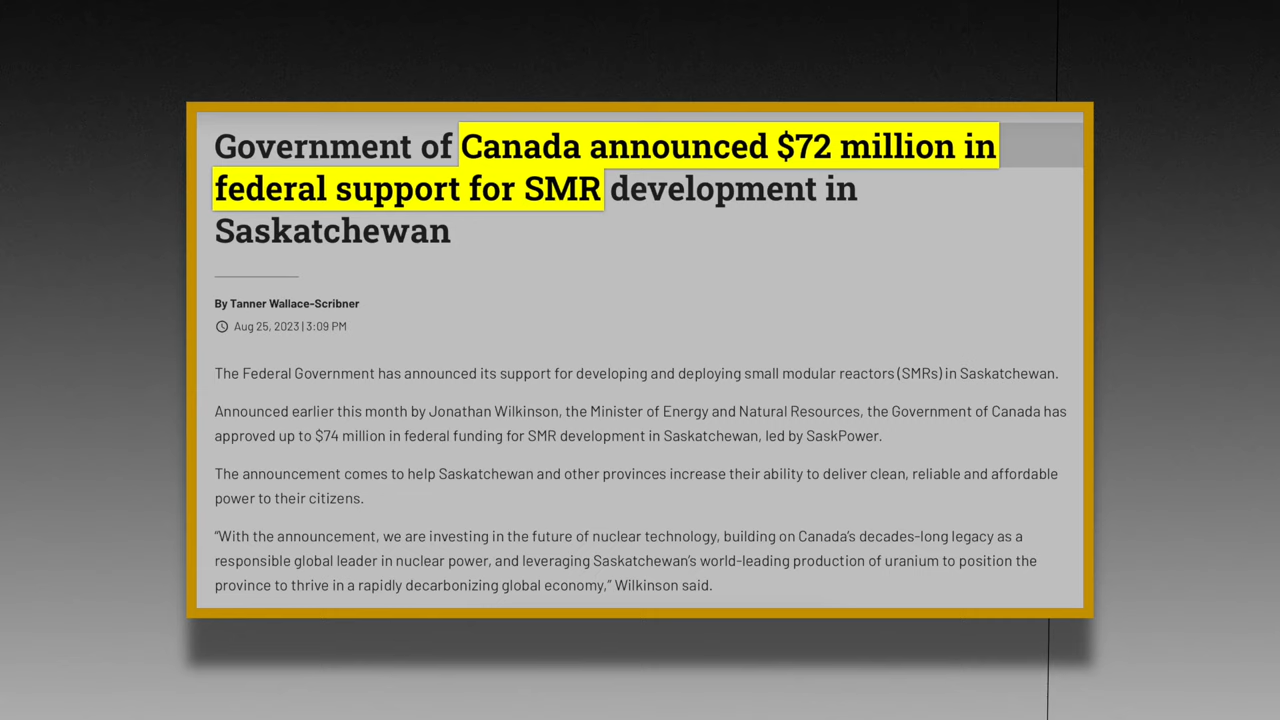 Government of Canada announced $72 million in
federal support for SMR development in
Saskatchewan
By Tanner Wallace-Scribner
Aug 25, 2023 | 3:09 PM
The Federal Government has announced its support for developing and deploying small modular reactors (SMRs) in Saskatchewan.
Announced earlier this month by Jonathan Wilkinson, the Minister of Energy and Natural Resources, the Government of Canada has
approved up to $74 million in federal funding for SMR development in Saskatchewan, led by SaskPower.
The announcement comes to help Saskatchewan and other provinces increase their ability to deliver clean, reliable and affordable
power to their citizens.
“With the announcement, we are investing in the future of nuclear technology, building on Canada’s decades-long legacy as a
responsible global leader in nuclear power, and leveraging Saskatchewan’s world-leading production of uranium to position the
province to thrive in a rapidly decarbonizing global economy,” Wilkinson said.